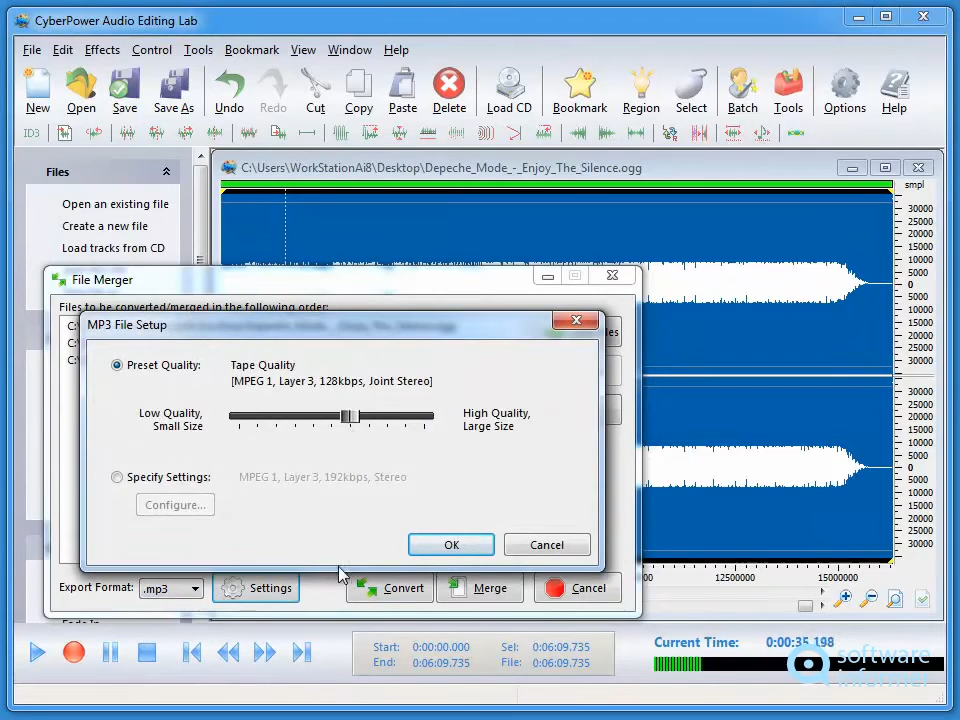 CyberPower Audio Editing Lab
File Edit Effects Control Tools Bookmark View Window Help
New Open Save Save As Undo Redo Cut Copy Paste Delete Load CD Bookmark Region Select Batch Tools Options Help
ID3
Files
C:\Users\WorkStationAi8\Desktop\Depeche_Mode_-_Enjoy_The_Silence.ogg
smpl
Open an existing file
Create a new file
Load tracks from CD
30000
25000
20000
15000
10000
5000
0
5000
10000
15000
20000
25000
30000
30000
25000
20000
15000
10000
5000
0
5000
10000
15000
20000
25000
30000
12500000 15000000
File Merger
Files to be converted/merged in the following order:
MP3 File Setup
Preset Quality: Tape Quality
[MPEG 1, Layer 3, 128kbps, Joint Stereo]
Low Quality, High Quality,
Small Size Large Size
Specify Settings: MPEG 1, Layer 3, 192kbps, Stereo
Configure...
OK Cancel
Export Format: .mp3 Settings Convert Merge Cancel
Start: 0:00:00.000 Sel: 0:06:09.735
End: 0:06:09.735 File: 0:06:09.735
Current Time: 0:00:35.198
software
informer